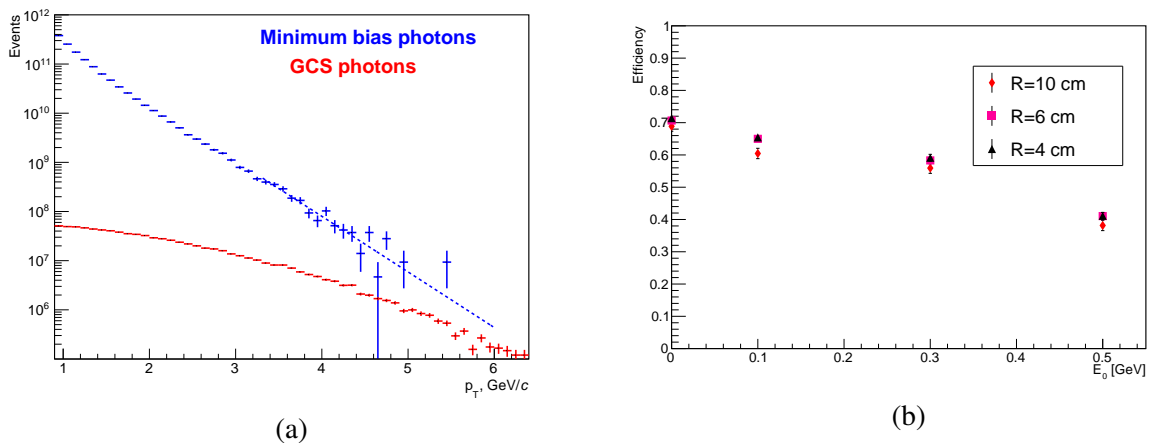 Events
10^12
10^11
10^10
10^9
10^8
10^7
10^6
Minimum bias photons
GCS photons
1 2 3 4 5 6
p_T, GeV/c
(a)
Efficiency
1
0.9
0.8
0.7
0.6
0.5
0.4
0.3
0.2
0.1
0
R=10 cm
R=6 cm
R=4 cm
0 0.1 0.2 0.3 0.4 0.5
E_0 [GeV]
(b)